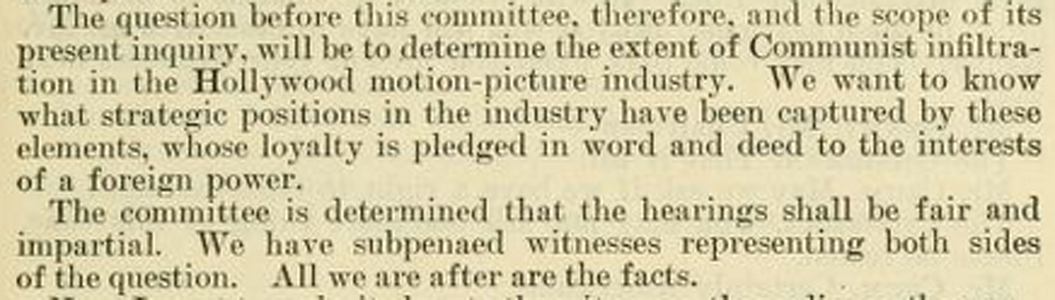 The question before this committee, therefore, and the scope of its
present inquiry, will be to determine the extent of Communist infiltra-
tion in the Hollywood motion-picture industry. We want to know
what strategic positions in the industry have been captured by these
elements, whose loyalty is pledged in word and deed to the interests
of a foreign power.
The committee is determined that the hearings shall be fair and
impartial. We have subpenaed witnesses representing both sides
of the question. All we are after are the facts.